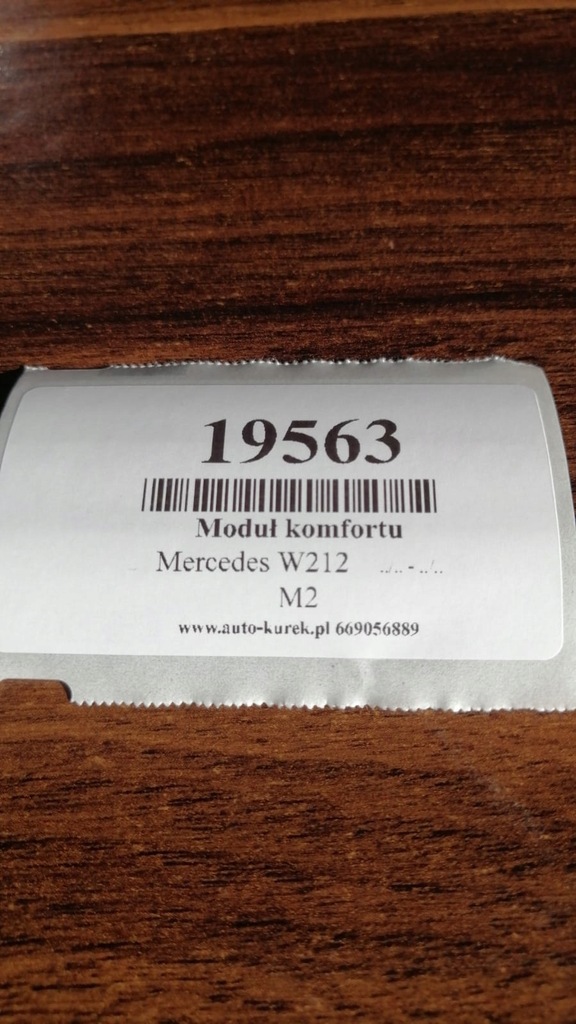 19563
Moduł komfortu
Mercedes W212 ../.. - ../..
M2
www.auto-kurek.pl 669056889